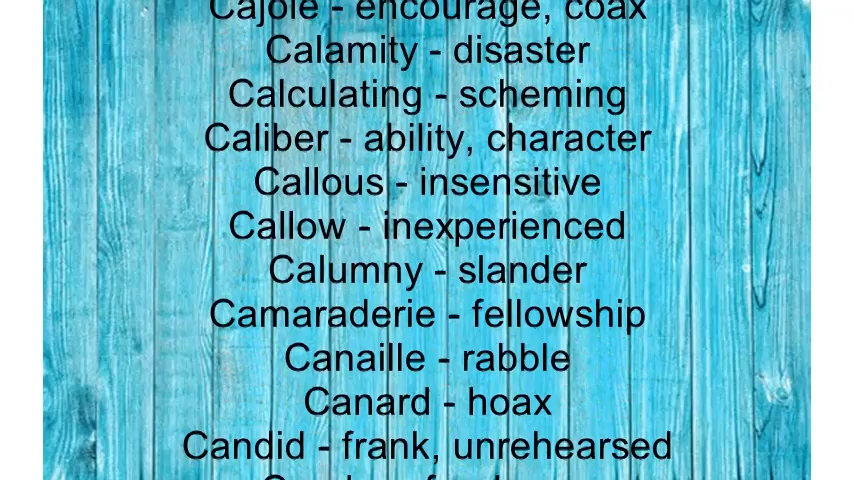 Cajole - encourage, coax
Calamity - disaster
Calculating - scheming
Caliber - ability, character
Callous - insensitive
Callow - inexperienced
Calumny - slander
Camaraderie - fellowship
Canaille - rabble
Canard - hoax
Candid - frank, unrehearsed